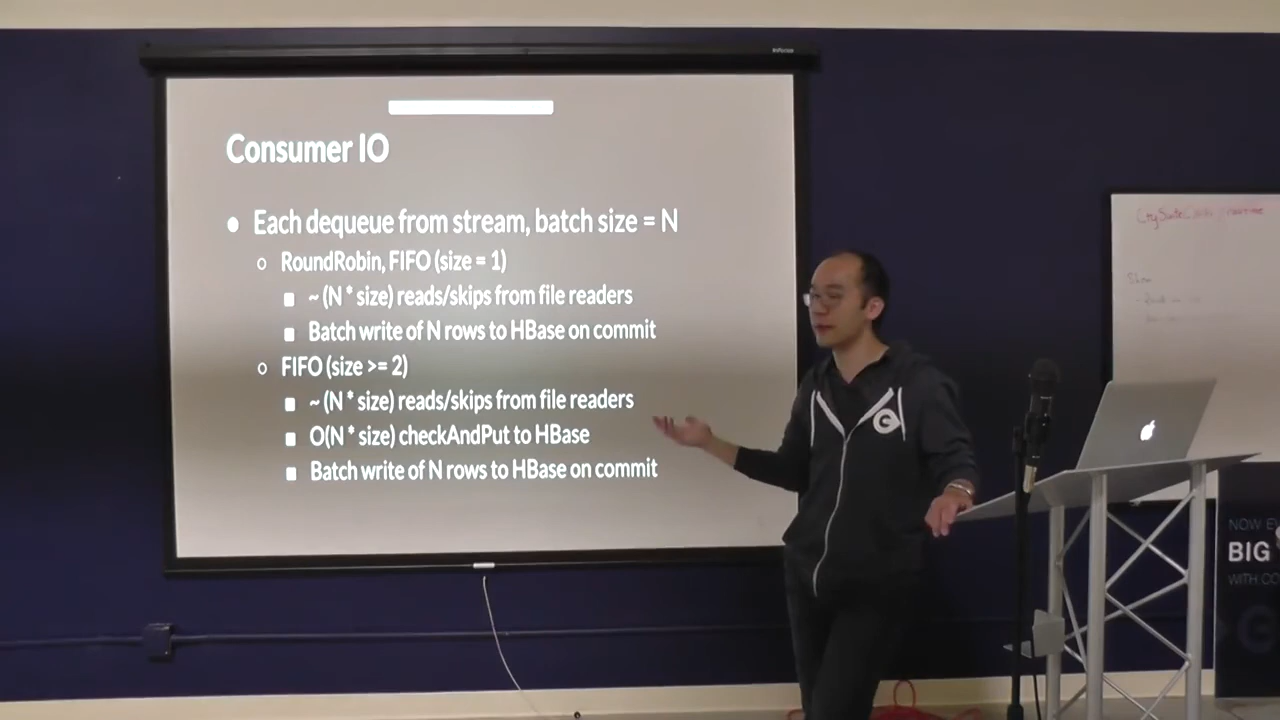 Consumer IO
● Each dequeue from stream, batch size = N
○ RoundRobin, FIFO (size = 1)
■ ~ (N * size) reads/skips from file readers
■ Batch write of N rows to HBase on commit
○ FIFO (size >= 2)
■ ~ (N * size) reads/skips from file readers
■ O(N * size) checkAndPut to HBase
■ Batch write of N rows to HBase on commit
NOW
BIG
WITH